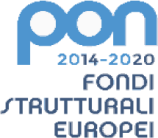 pon
2014-2020
FONDI
STRUTTURALI
EUROPEI